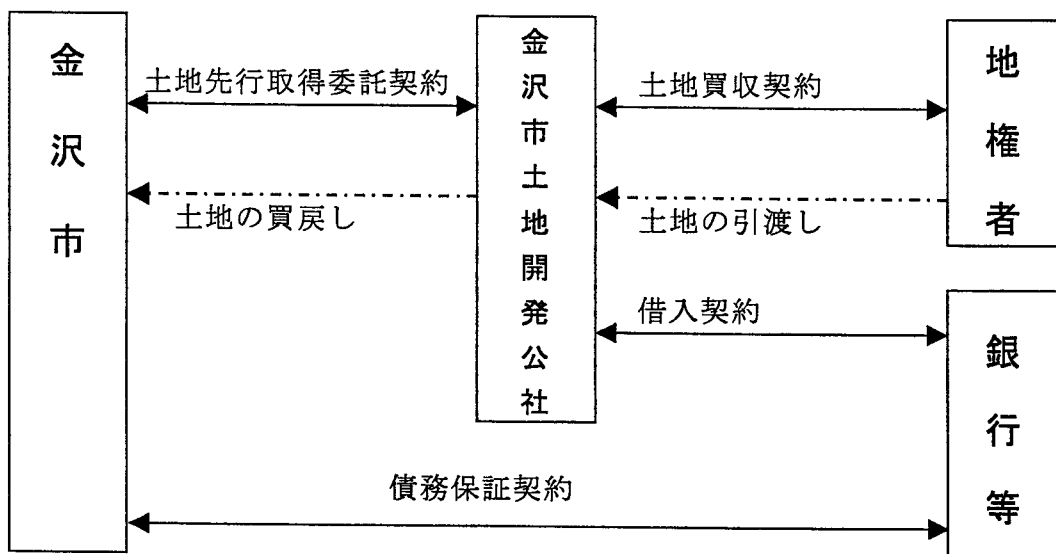 金沢市
土地先行取得委託契約
土地の買戻し
金沢市土地開発公社
土地買収契約
土地の引渡し
地権者
借入契約
銀行等
債務保証契約